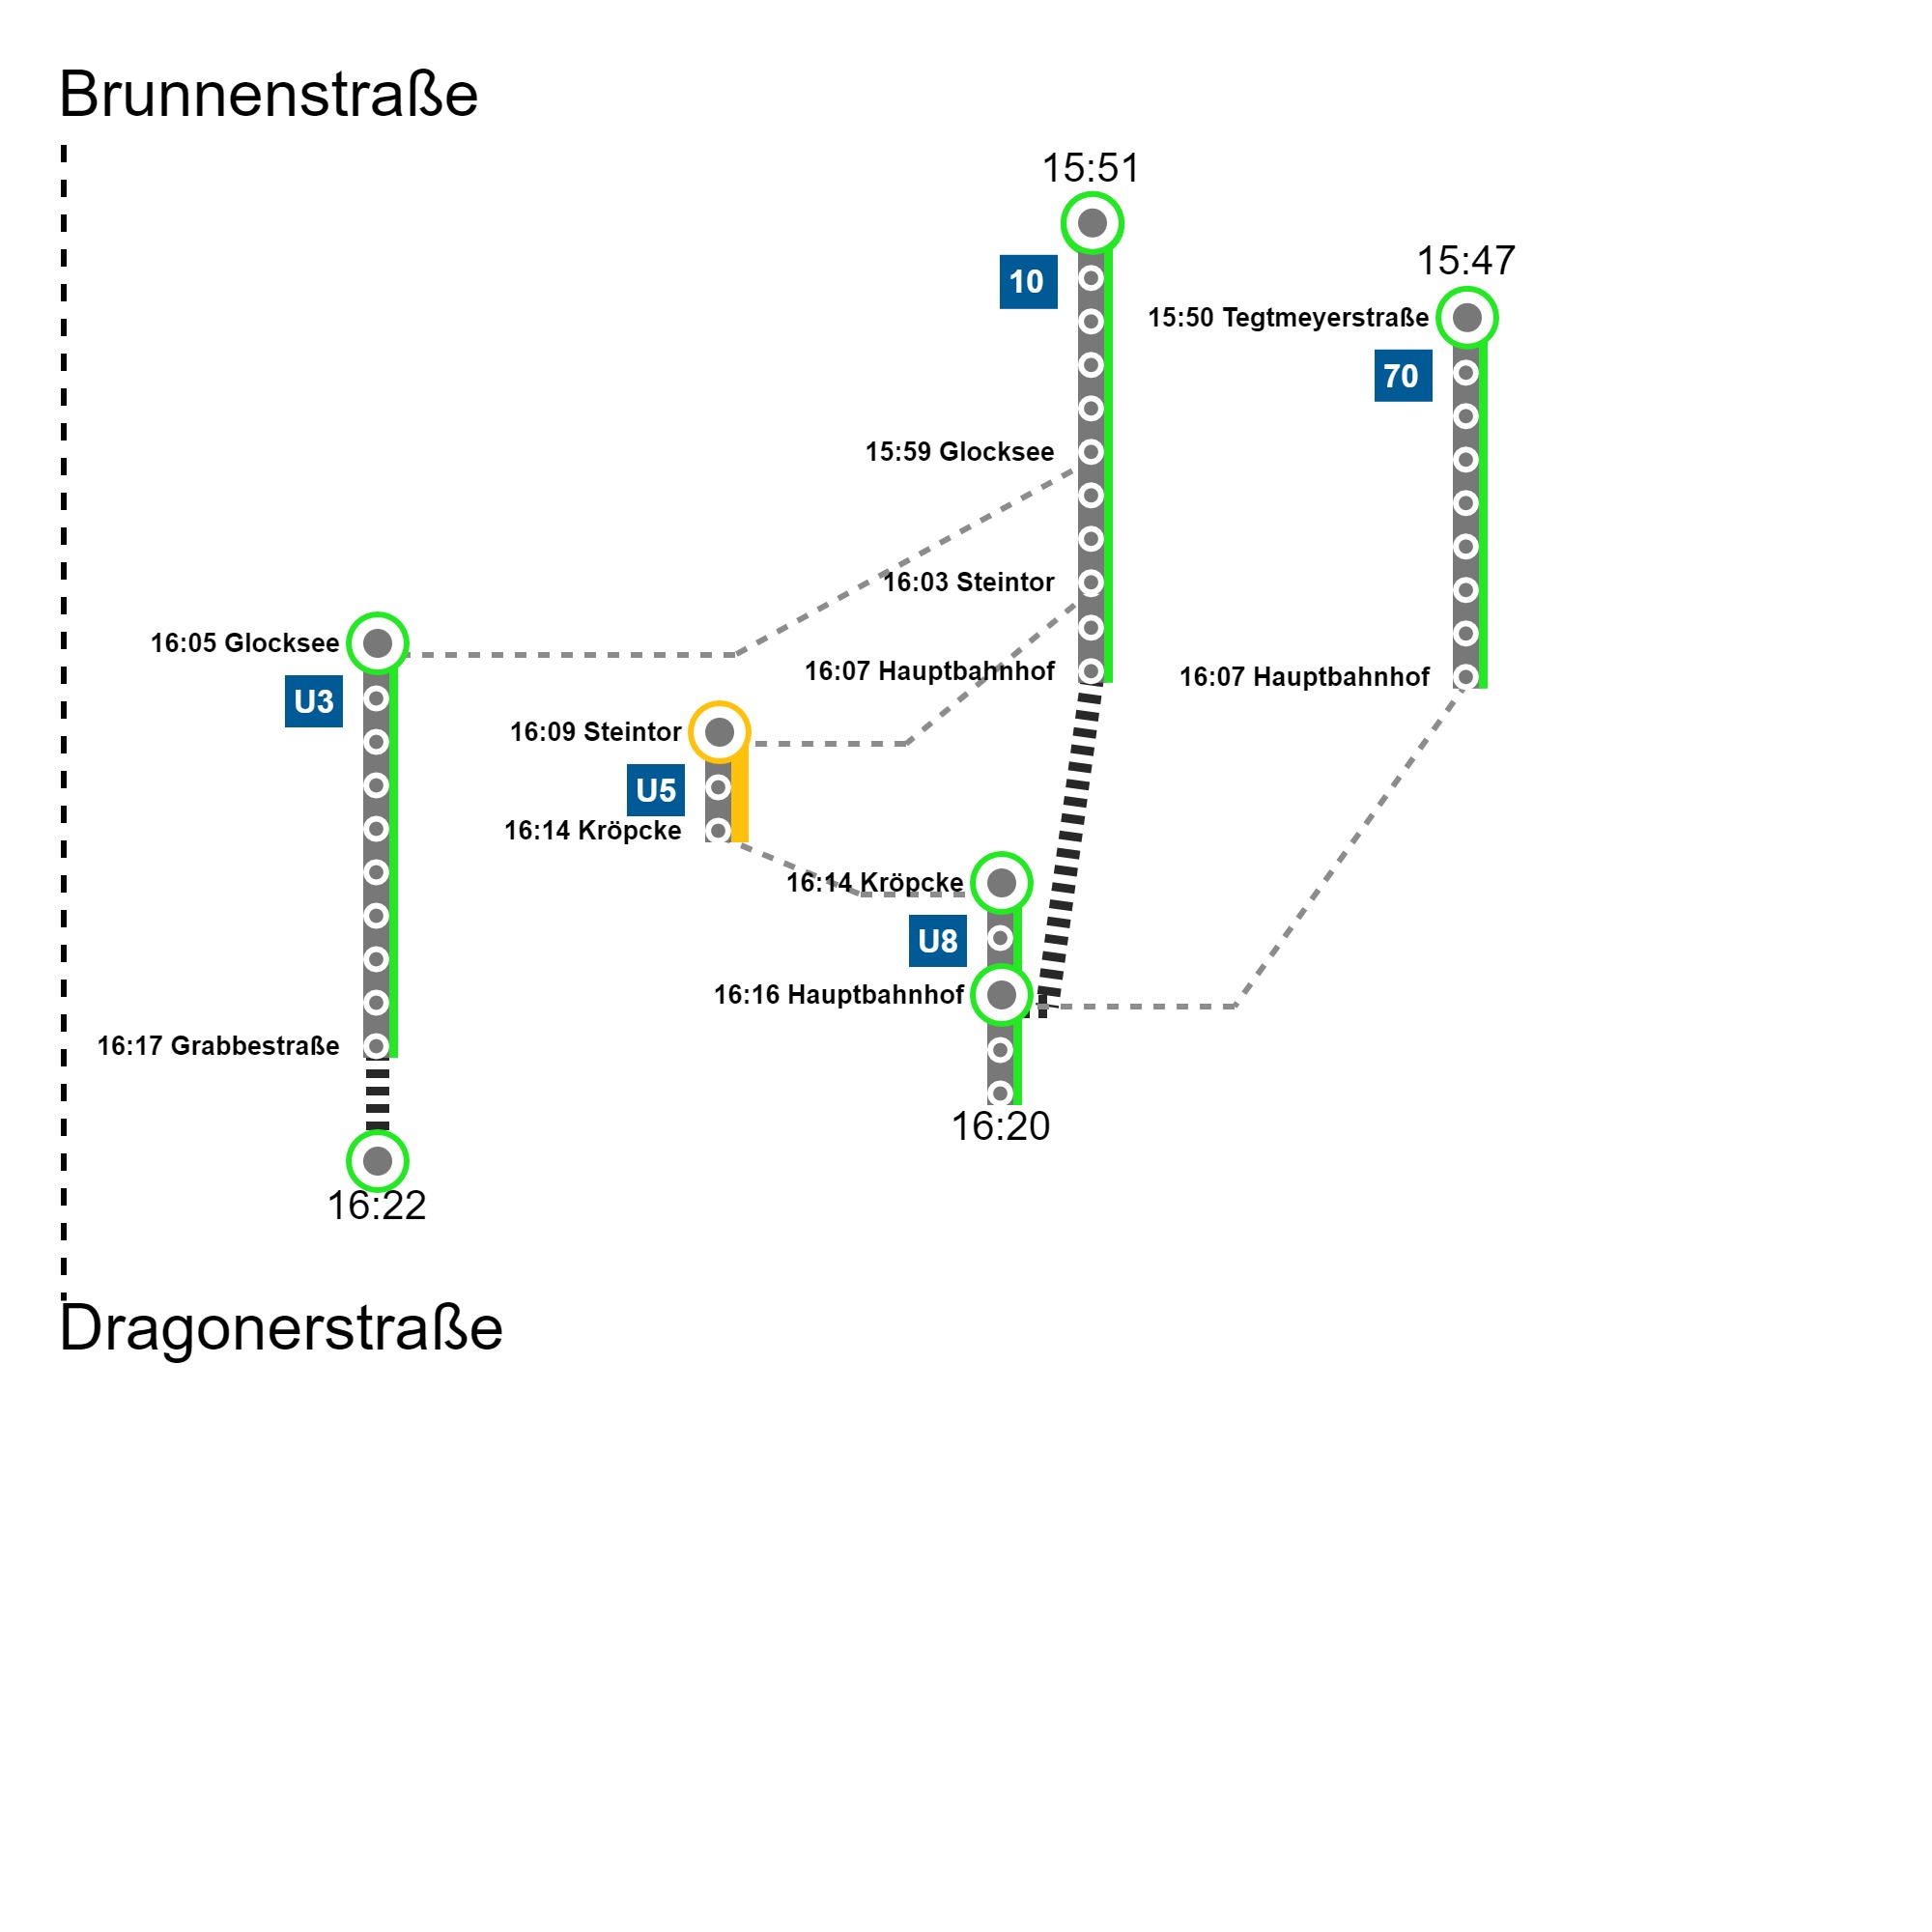 Brunnenstraße
15:51
10
15:47
15:50 Tegtmeyerstraße
70
15:59 Glocksee
16:03 Steintor
16:05 Glocksee
U3
16:07 Hauptbahnhof
16:07 Hauptbahnhof
16:09 Steintor
U5
16:14 Kröpcke
16:14 Kröpcke
U8
16:16 Hauptbahnhof
16:17 Grabbestraße
16:20
16:22
Dragonerstraße